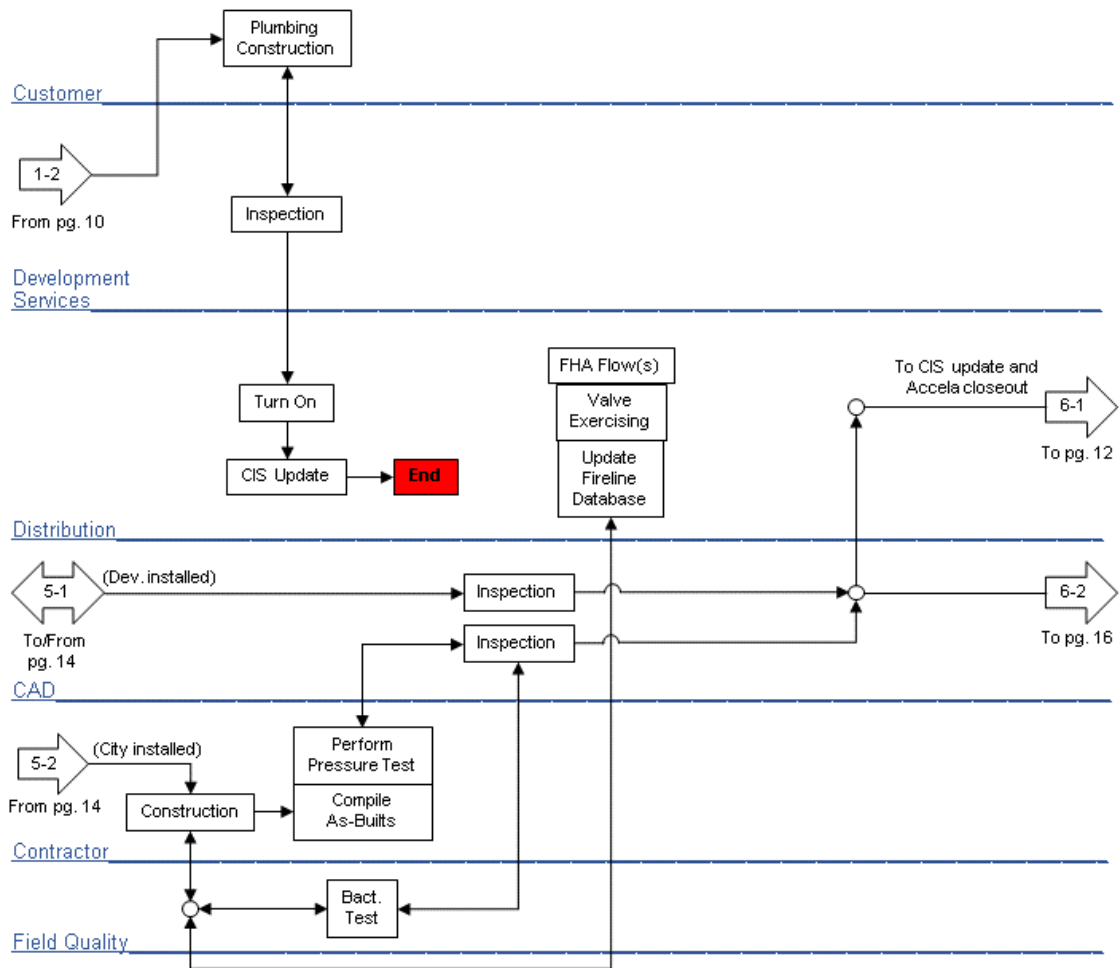 Plumbing
Construction
Customer
1-2
From pg. 10
Inspection
Development
Services
FHA Flow(s)
Valve
Exercising
Update
Fireline
Database
To CIS update and
Accela closeout
6-1
To pg. 12
Turn On
CIS Update
End
Distribution
5-1
(Dev. installed)
To/From
pg. 14
Inspection
Inspection
6-2
To pg. 16
CAD
5-2
(City installed)
From pg. 14
Construction
Perform
Pressure Test
Compile
As-Builts
Contractor
Bact.
Test
Field Quality